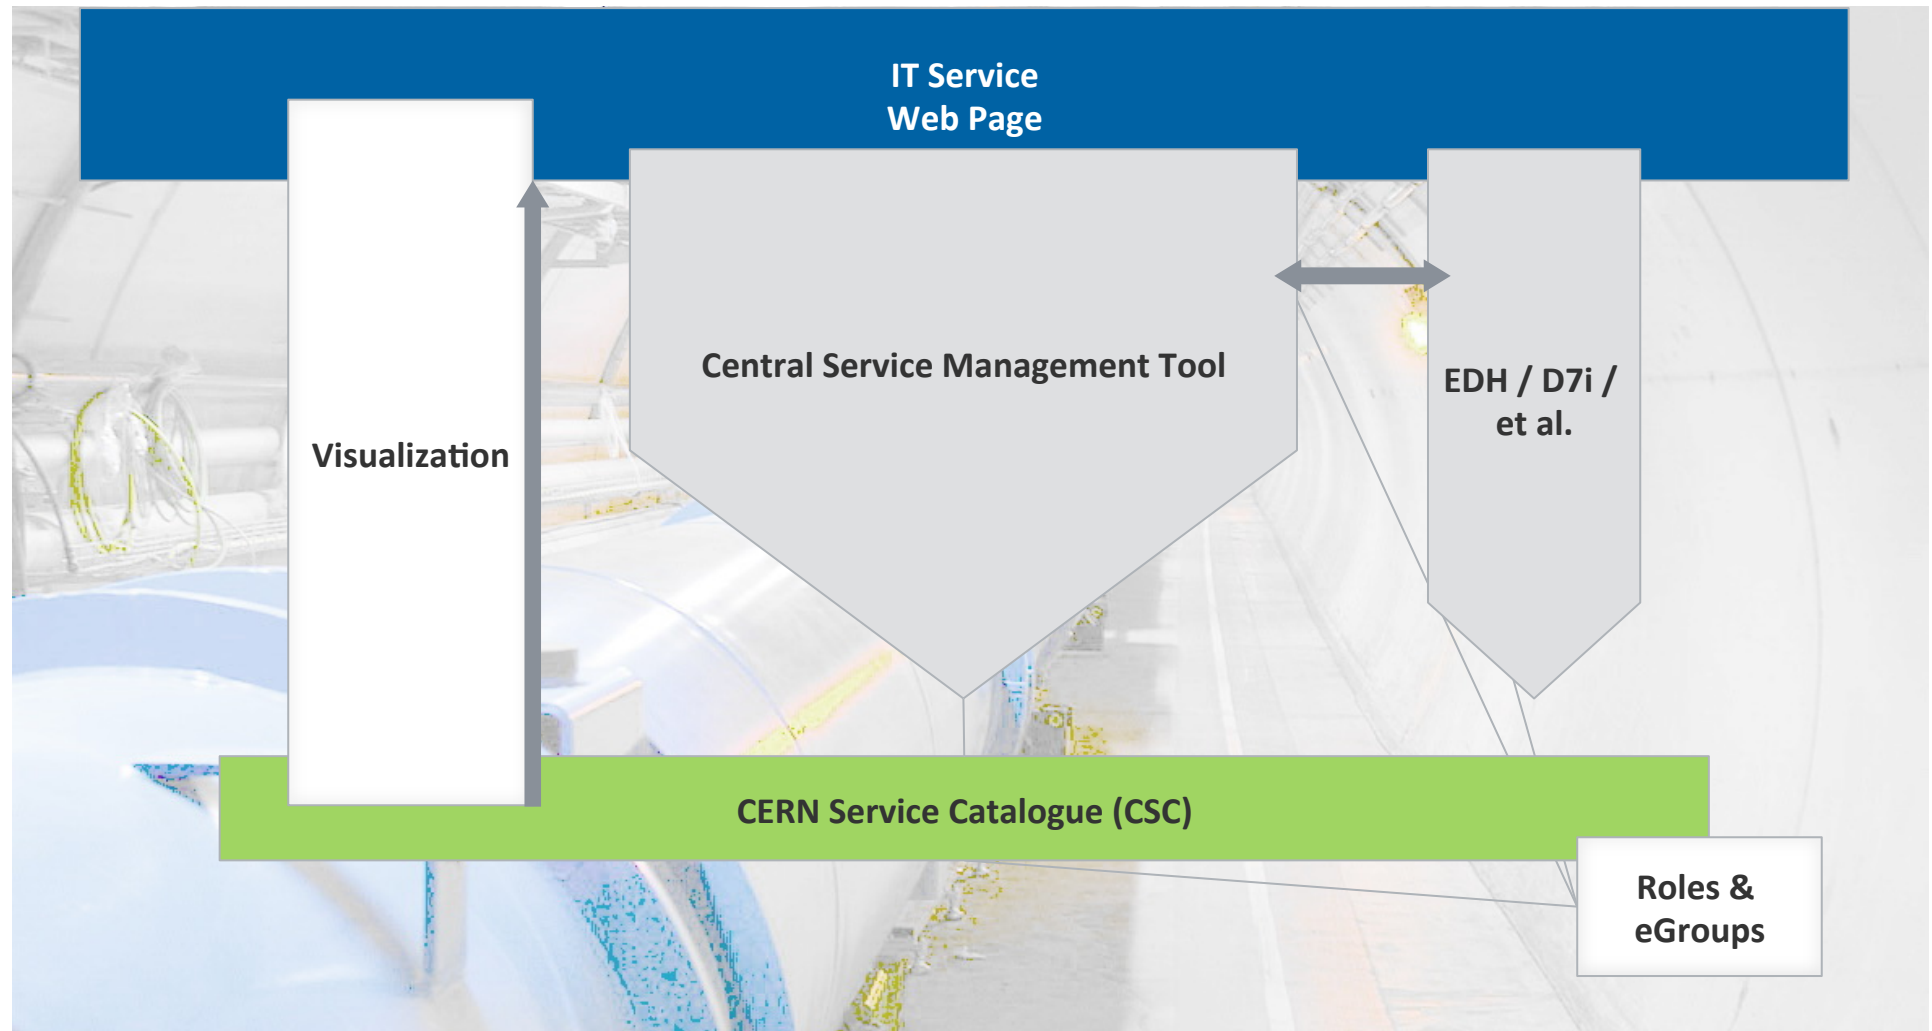 IT Service
Web Page
Central Service Management Tool
EDH / D7i /
et al.
Visualization
CERN Service Catalogue (CSC)
Roles &
eGroups